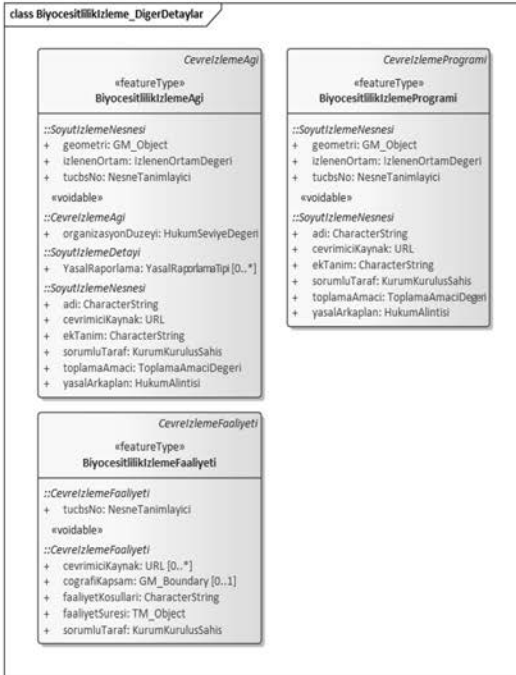 class BiyocesitlilikIzleme_DigerDetaylar
CevreIzlemeAgi
«featureType»
BiyocesitlilikIzlemeAgi
::SoyutIzlemeNesnesi
+ geometri: GM_Object
+ izlenenOrtam: IzlenenOrtamDegeri
+ tucbsNo: NesneTanimlayici
«voidable»
::CevreIzlemeAgi
+ organizasyonDuzeyi: HukumSeviyeDegeri
::SoyutIzlemeDetayi
+ YasalRaporlama: YasalRaporlamaTipi [0..*]
::SoyutIzlemeNesnesi
+ adi: CharacterString
+ cevrimiciKaynak: URL
+ ekTanim: CharacterString
+ sorumluTaraf: KurumKurulusSahis
+ toplamaAmaci: ToplamaAmaciDegeri
+ yasalArkaplan: HukumAlintisi
CevreIzlemeProgrami
«featureType»
BiyocesitlilikIzlemeProgrami
::SoyutIzlemeNesnesi
+ geometri: GM_Object
+ izlenenOrtam: IzlenenOrtamDegeri
+ tucbsNo: NesneTanimlayici
«voidable»
::SoyutIzlemeNesnesi
+ adi: CharacterString
+ cevrimiciKaynak: URL
+ ekTanim: CharacterString
+ sorumluTaraf: KurumKurulusSahis
+ toplamaAmaci: ToplamaAmaciDegeri
+ yasalArkaplan: HukumAlintisi
CevreIzlemeFaaliyeti
«featureType»
BiyocesitlilikIzlemeFaaliyeti
::CevreIzlemeFaaliyeti
+ tucbsNo: NesneTanimlayici
«voidable»
::CevreIzlemeFaaliyeti
+ cevrimiciKaynak: URL [0..*]
+ cografiKapsam: GM_Boundary [0..1]
+ faaliyetKosullari: CharacterString
+ faaliyetSuresi: TM_Object
+ sorumluTaraf: KurumKurulusSahis